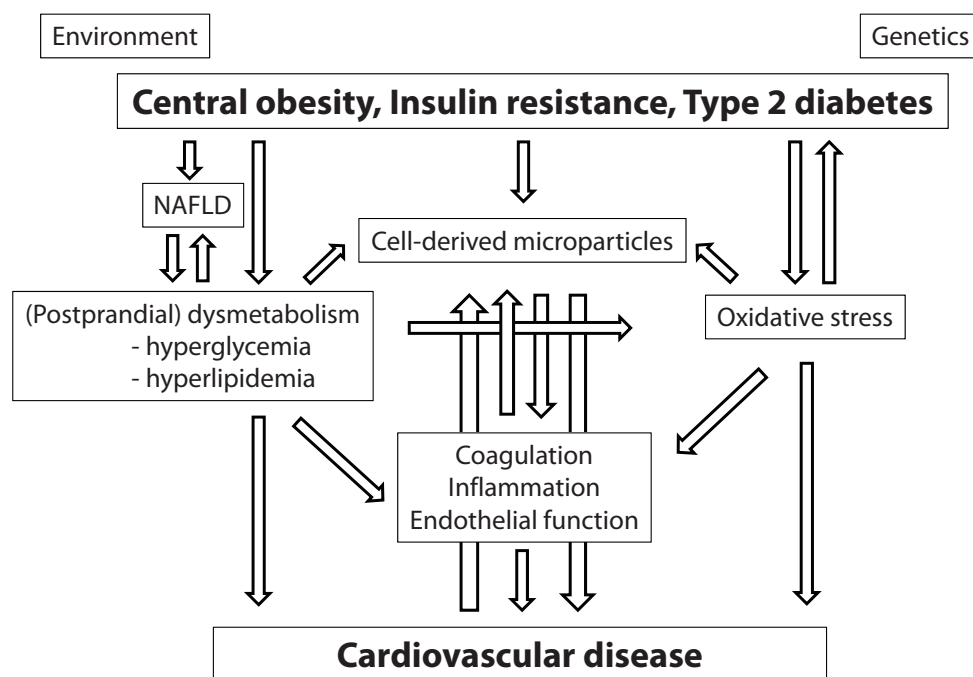 Environment
Genetics
Central obesity, Insulin resistance, Type 2 diabetes
NAFLD
Cell-derived microparticles
(Postprandial) dysmetabolism
- hyperglycemia
- hyperlipidemia
Oxidative stress
Coagulation
Inflammation
Endothelial function
Cardiovascular disease